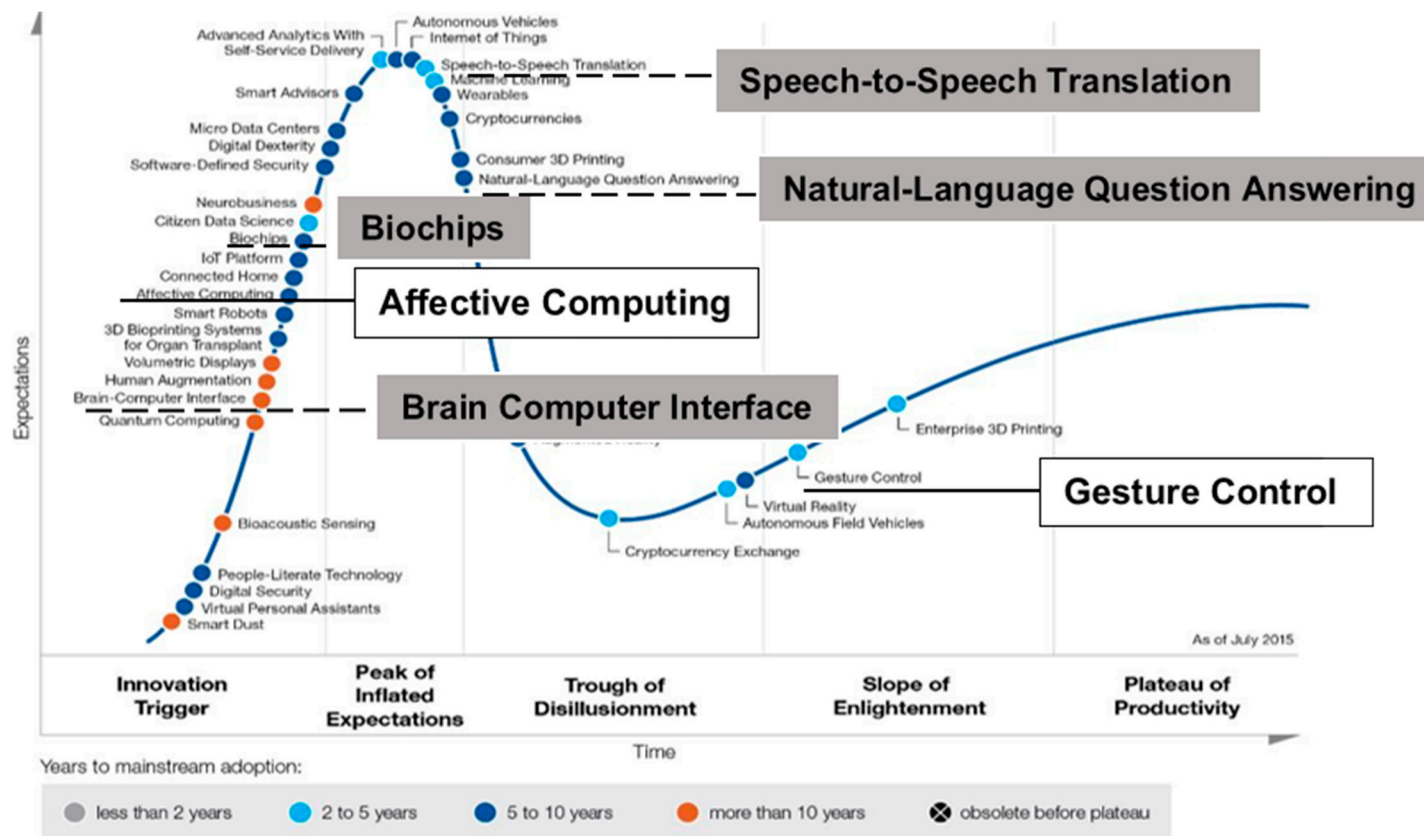 Autonomous Vehicles
Advanced Analytics With
Self-Service Delivery
Internet of Things
Speech-to-Speech Translation
Machine Learning
Wearables
Smart Advisors
Cryptocurrencies
Micro Data Centers
Digital Dexterity
Software-Defined Security
Consumer 3D Printing
Natural-Language Question Answering
Neurobusiness
Citizen Data Science
Biochips
IoT Platform
Connected Home
Affective Computing
Smart Robots
3D Bioprinting Systems
for Organ Transplant
Volumetric Displays
Human Augmentation
Brain-Computer Interface
Quantum Computing
Bioacoustic Sensing
People-Literate Technology
Digital Security
Virtual Personal Assistants
Smart Dust
Speech-to-Speech Translation
Natural-Language Question Answering
Biochips
Affective Computing
Brain Computer Interface
Gesture Control
Enterprise 3D Printing
Gesture Control
Virtual Reality
Autonomous Field Vehicles
Cryptocurrency Exchange
Expectations
As of July 2015
Innovation
Trigger
Peak of
Inflated
Expectations
Trough of
Disillusionment
Slope of
Enlightenment
Plateau of
Productivity
Time
Years to mainstream adoption:
less than 2 years
2 to 5 years
5 to 10 years
more than 10 years
obsolete before plateau